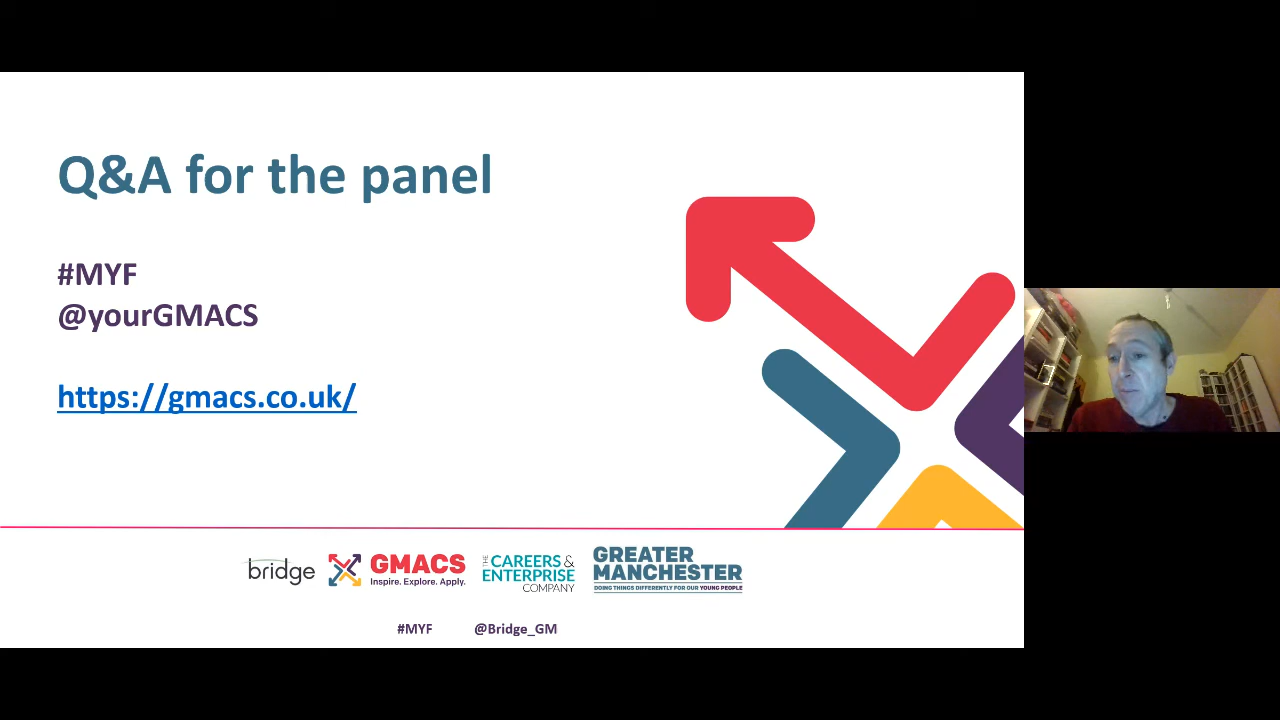 Q&A for the panel
#MYF
@yourGMACS
https://gmacs.co.uk/
bridge
GMACS
Inspire. Explore. Apply.
THE CAREERS &
ENTERPRISE
COMPANY
GREATER
MANCHESTER
DOING THINGS DIFFERENTLY FOR OUR YOUNG PEOPLE
#MYF @Bridge_GM